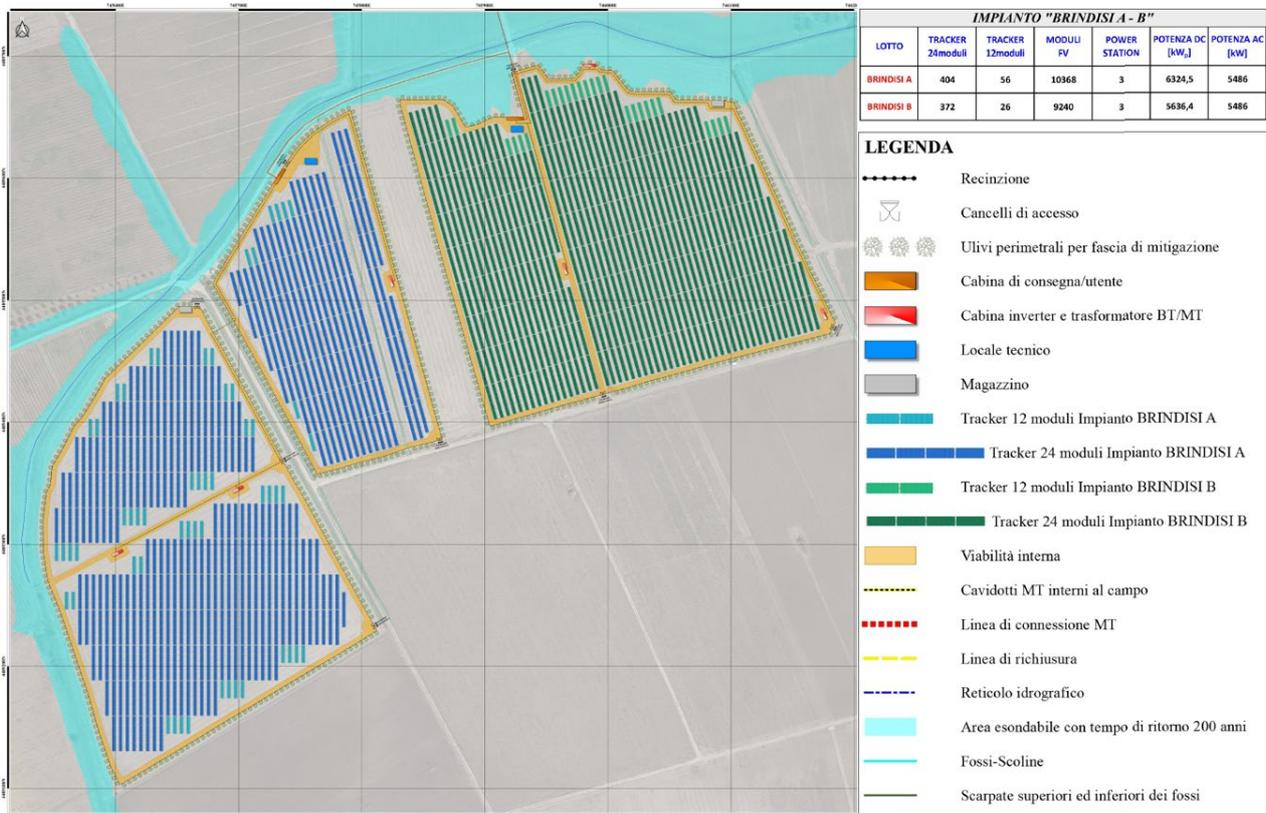 IMPIANTO "BRINDISI A - B"
LOTTO TRACKER 24moduli TRACKER 12moduli MODULI FV POWER STATION POTENZA DC [kWp] POTENZA AC [kW]
BRINDISI A 404 56 10368 3 6324,5 5486
BRINDISI B 372 26 9240 3 5636,4 5486
LEGENDA
Recinzione
Cancelli di accesso
Ulivi perimetrali per fascia di mitigazione
Cabina di consegna/utente
Cabina inverter e trasformatore BT/MT
Locale tecnico
Magazzino
Tracker 12 moduli Impianto BRINDISI A
Tracker 24 moduli Impianto BRINDISI A
Tracker 12 moduli Impianto BRINDISI B
Tracker 24 moduli Impianto BRINDISI B
Viabilità interna
Cavidotti MT interni al campo
Linea di connessione MT
Linea di richiusura
Reticolo idrografico
Area esondabile con tempo di ritorno 200 anni
Fossi-Scoline
Scarpate superiori ed inferiori dei fossi